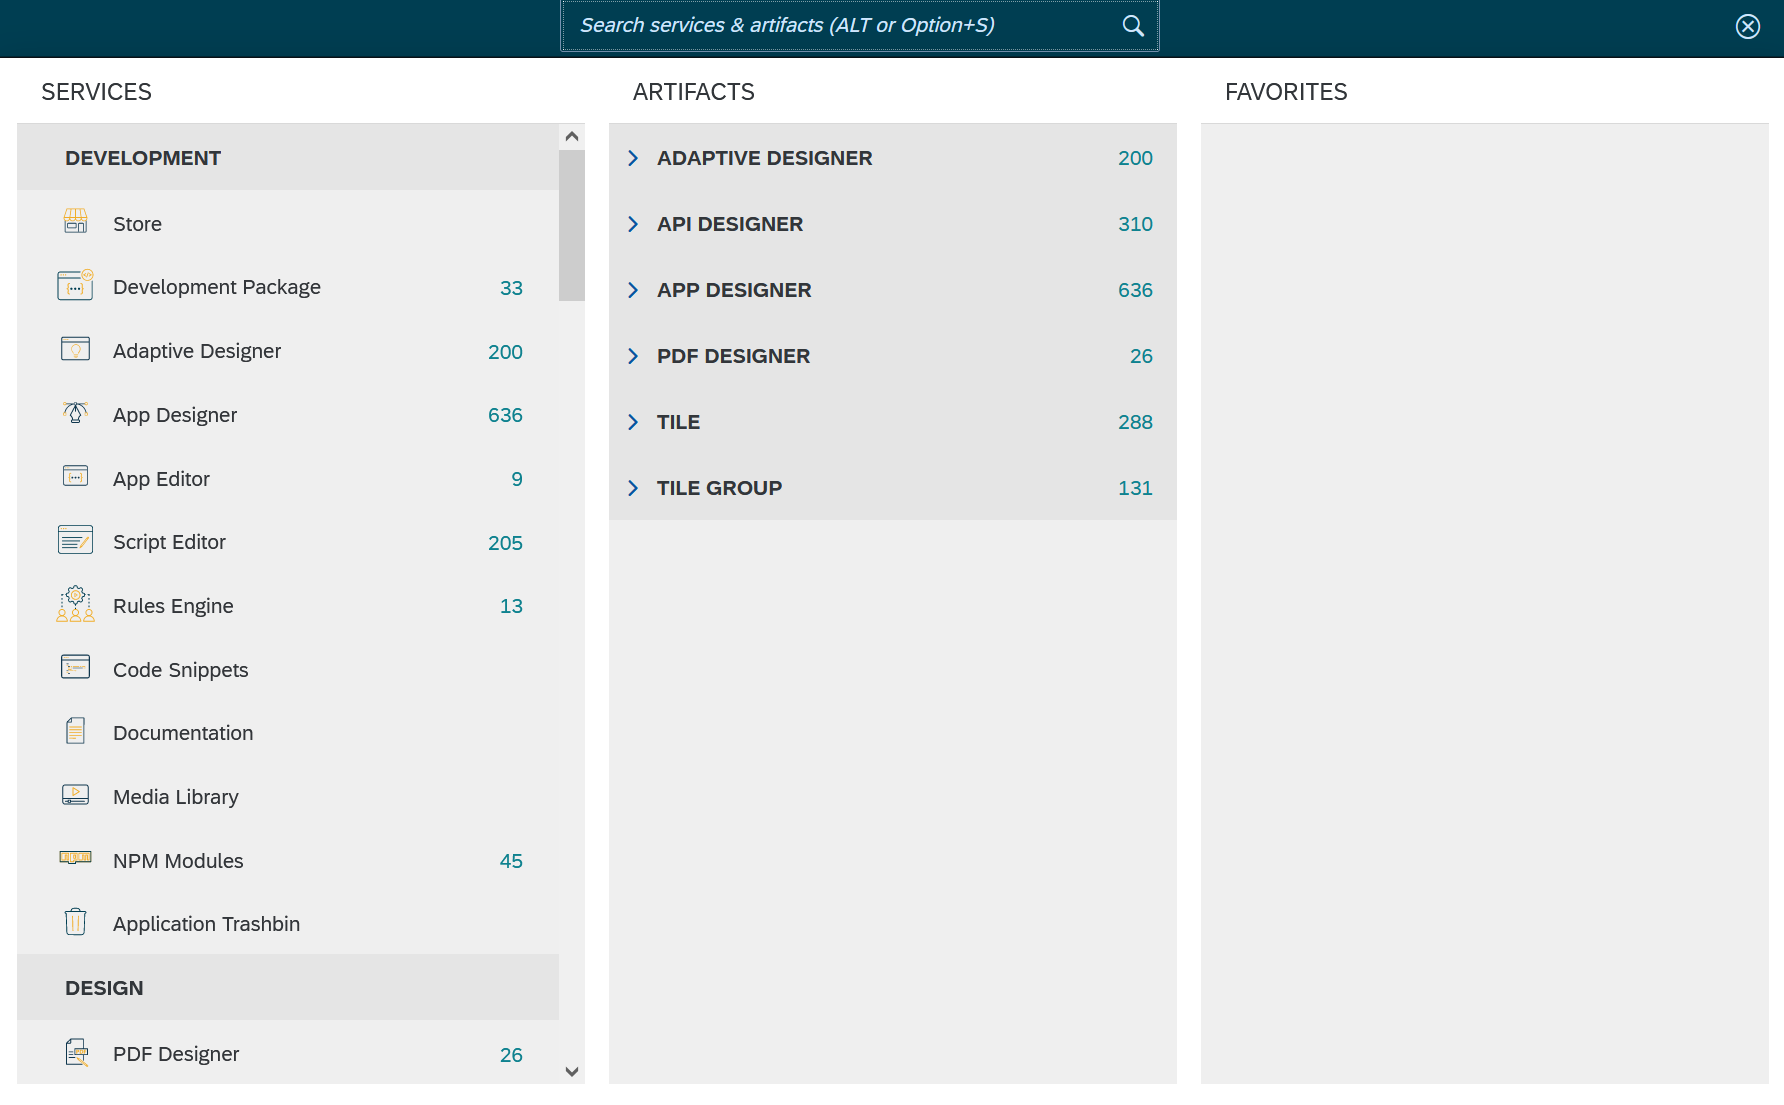 Search services & artifacts (ALT or Option+S)
SERVICES
DEVELOPMENT
Store
Development Package 33
Adaptive Designer 200
App Designer 636
App Editor 9
Script Editor 205
Rules Engine 13
Code Snippets
Documentation
Media Library
NPM Modules 45
Application Trashbin
DESIGN
PDF Designer 26
ARTIFACTS
ADAPTIVE DESIGNER 200
API DESIGNER 310
APP DESIGNER 636
PDF DESIGNER 26
TILE 288
TILE GROUP 131
FAVORITES